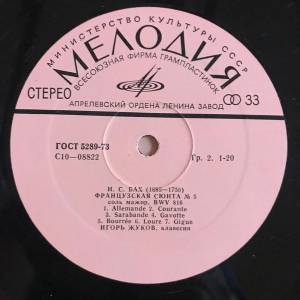 МИНИСТЕРСТВО КУЛЬТУРЫ СССР
МЕЛОДИЯ
ВСЕСОЮЗНАЯ ФИРМА ГРАМПЛАСТИНОК
СТЕРЕО
33
АПРЕЛЕВСКИЙ ОРДЕНА ЛЕНИНА ЗАВОД
ГОСТ 5289-73
С10—08822
Гр. 2. 1-20
И. С. БАХ (1685—1750)
ФРАНЦУЗСКАЯ СЮИТА № 5
соль мажор, BWV 816
1. Allemande 2. Courante
3. Sarabande 4. Gavotte
5. Bourrée 6. Loure 7. Gigue
ИГОРЬ ЖУКОВ, клавесин